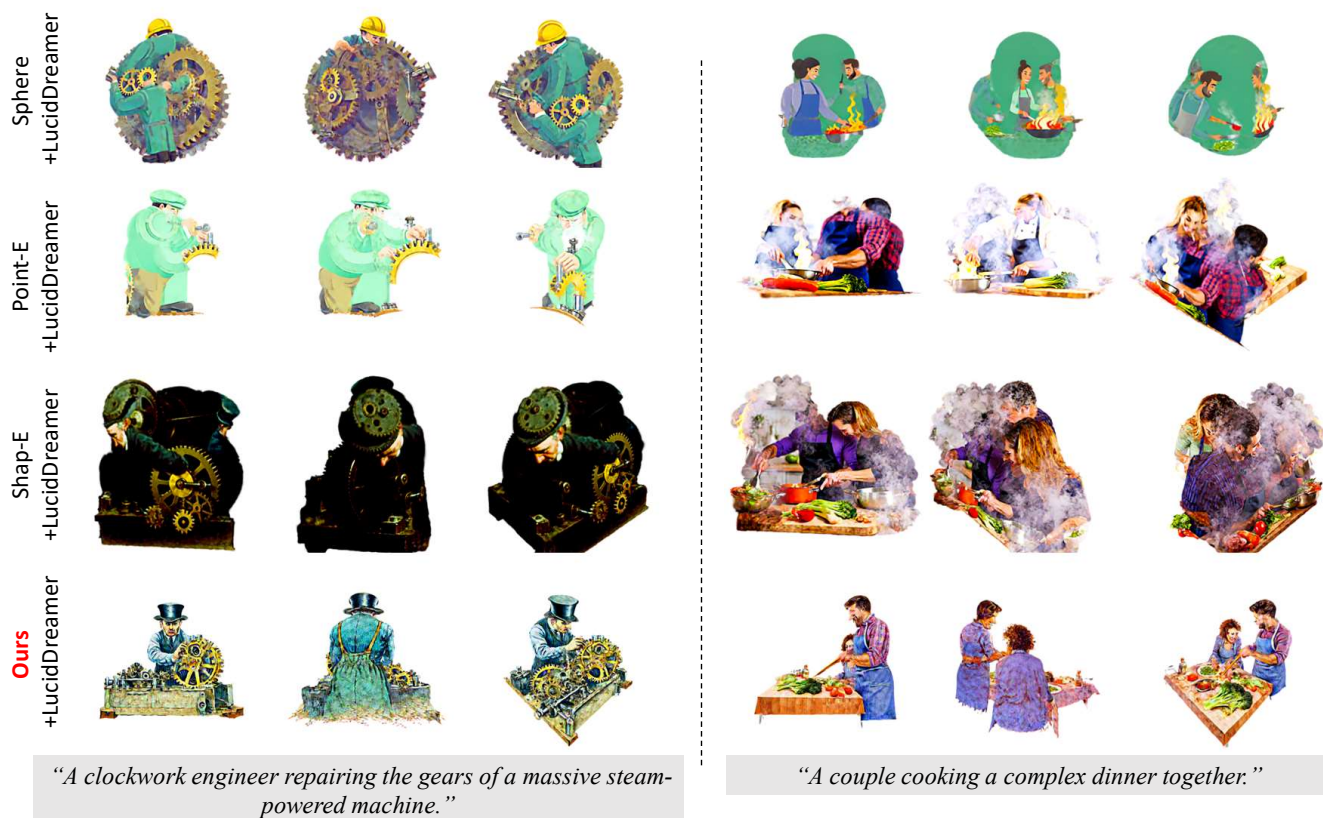 Sphere
+LucidDreamer
Point-E
+LucidDreamer
Shap-E
+LucidDreamer
Ours
+LucidDreamer
“A clockwork engineer repairing the gears of a massive steam-
powered machine.”
“A couple cooking a complex dinner together.”